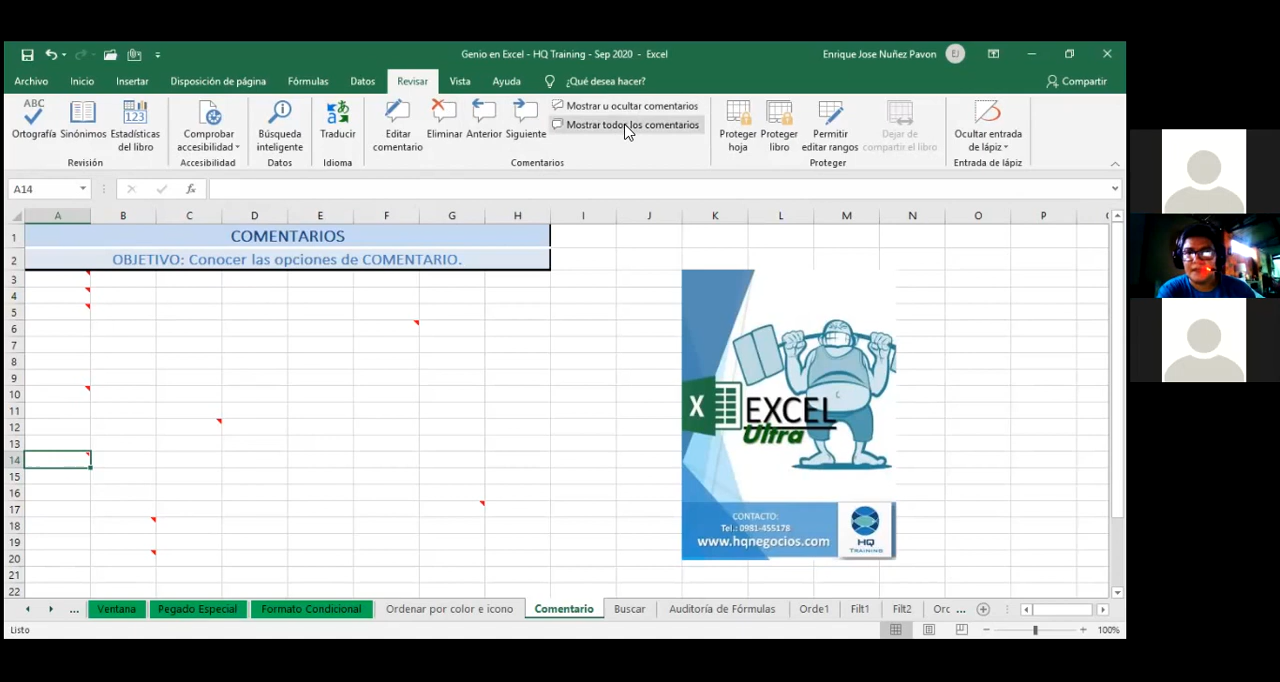 Genio en Excel - HQ Training - Sep 2020 - Excel
Enrique Jose Nuñez Pavon
EJ
Archivo Inicio Insertar Disposición de página Fórmulas Datos Revisar Vista Ayuda ¿Qué desea hacer? Compartir
ABC
Ortografía
Sinónimos
123
Estadísticas
del libro
Revisión
Comprobar
accesibilidad
Accesibilidad
Búsqueda
inteligente
Datos
Traducir
Idioma
Editar
comentario
Eliminar
Anterior
Siguiente
Mostrar u ocultar comentarios
Mostrar todos los comentarios
Comentarios
Proteger
hoja
Proteger
libro
Permitir
editar rangos
Dejar de
compartir el libro
Proteger
Ocultar entrada
de lápiz
Entrada de lápiz
A14
fx
A B C D E F G H I J K L M N O P
1 COMENTARIOS
2 OBJETIVO: Conocer las opciones de COMENTARIO.
3
4
5
6
7
8
9
10
11
12
13
14
15
16
17
18
19
20
21
22
X EXCEL
Ultra
CONTACTO:
Tel.: 0981-455178
www.hqnegocios.com
HQ
TRAINING
... Ventana Pegado Especial Formato Condicional Ordenar por color e icono Comentario Buscar Auditoría de Fórmulas Orde1 Filt1 Filt2 Orc ...
Listo
100%